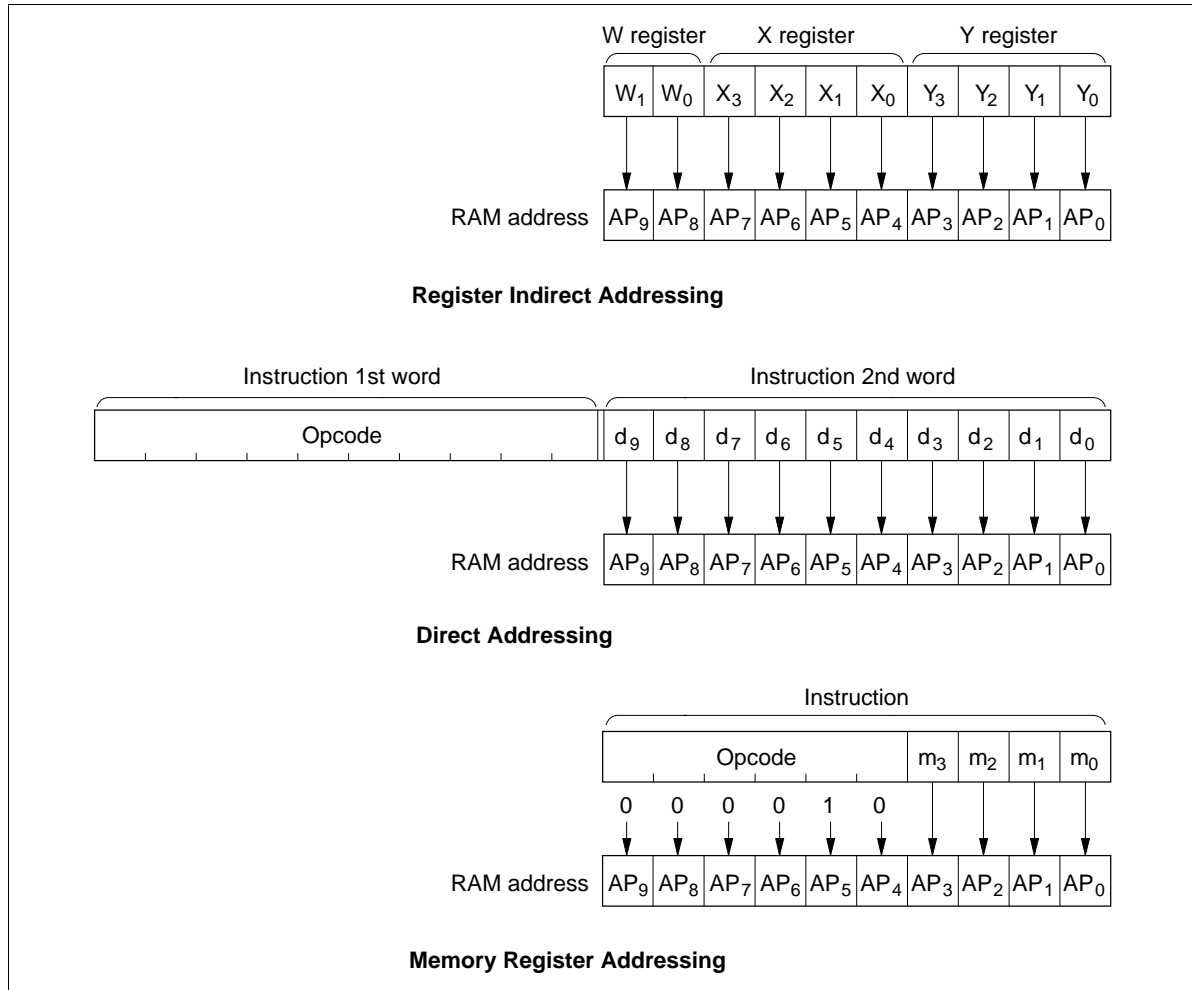 W register X register Y register
W1 W0 X3 X2 X1 X0 Y3 Y2 Y1 Y0
RAM address AP9 AP8 AP7 AP6 AP5 AP4 AP3 AP2 AP1 AP0
Register Indirect Addressing
Instruction 1st word Instruction 2nd word
Opcode d9 d8 d7 d6 d5 d4 d3 d2 d1 d0
RAM address AP9 AP8 AP7 AP6 AP5 AP4 AP3 AP2 AP1 AP0
Direct Addressing
Instruction
Opcode m3 m2 m1 m0
0 0 0 0 1 0
RAM address AP9 AP8 AP7 AP6 AP5 AP4 AP3 AP2 AP1 AP0
Memory Register Addressing